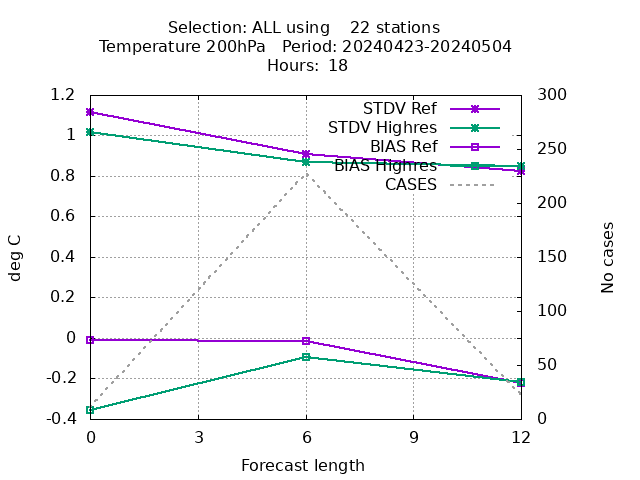 Selection: ALL using    22 stations
Temperature 200hPa   Period: 20240423-20240504
Hours: 18
1.2
1
0.8
0.6
0.4
0.2
0
-0.2
-0.4
300
250
200
150
100
50
0
STDV Ref
STDV Highres
BIAS Ref
BIAS Highres
CASES
deg C
No cases
0 3 6 9 12
Forecast length